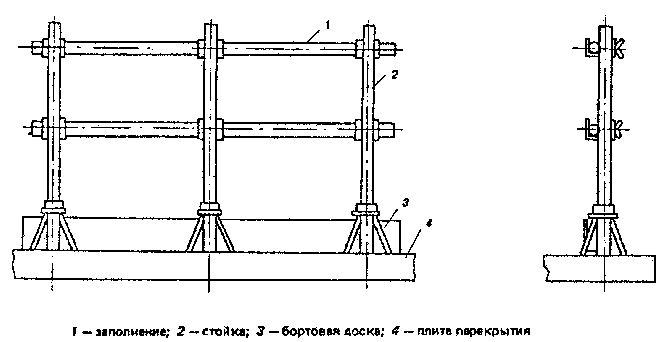 1
2
3
4
1 — заполнение; 2 — стойка; 3 — бортовая доска; 4 — плита перекрытия